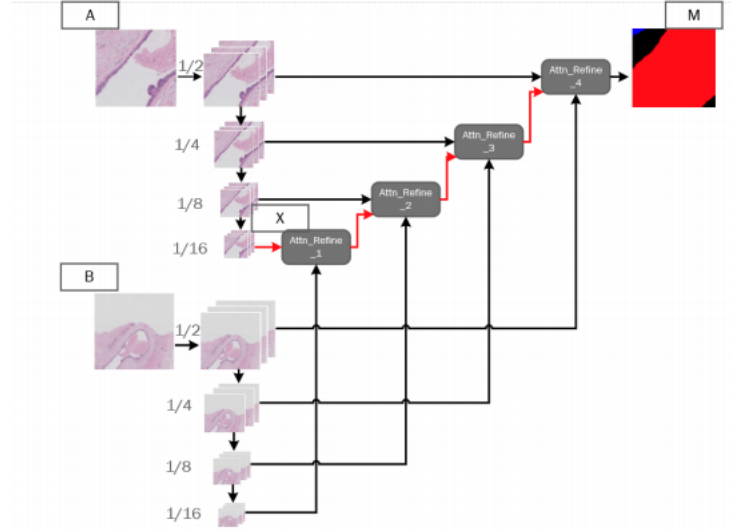 A
M
1/2
Attn_Refine
_4
1/4
Attn_Refine
_3
1/8
Attn_Refine
_2
X
1/16
Attn_Refine
_1
B
1/2
1/4
1/8
1/16